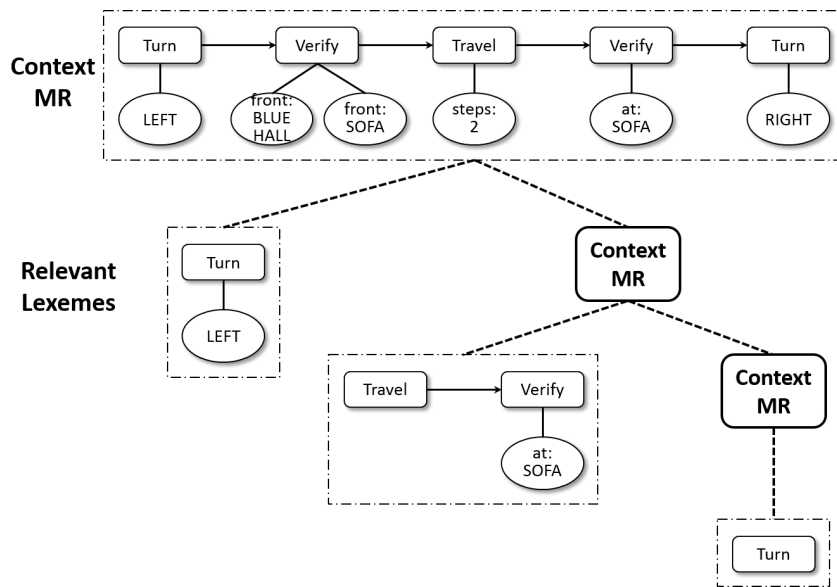 Context
MR
Turn
Verify
Travel
Verify
Turn
LEFT
front:
BLUE
HALL
front:
SOFA
steps:
2
at:
SOFA
RIGHT
Relevant
Lexemes
Turn
LEFT
Context
MR
Travel
Verify
at:
SOFA
Context
MR
Turn